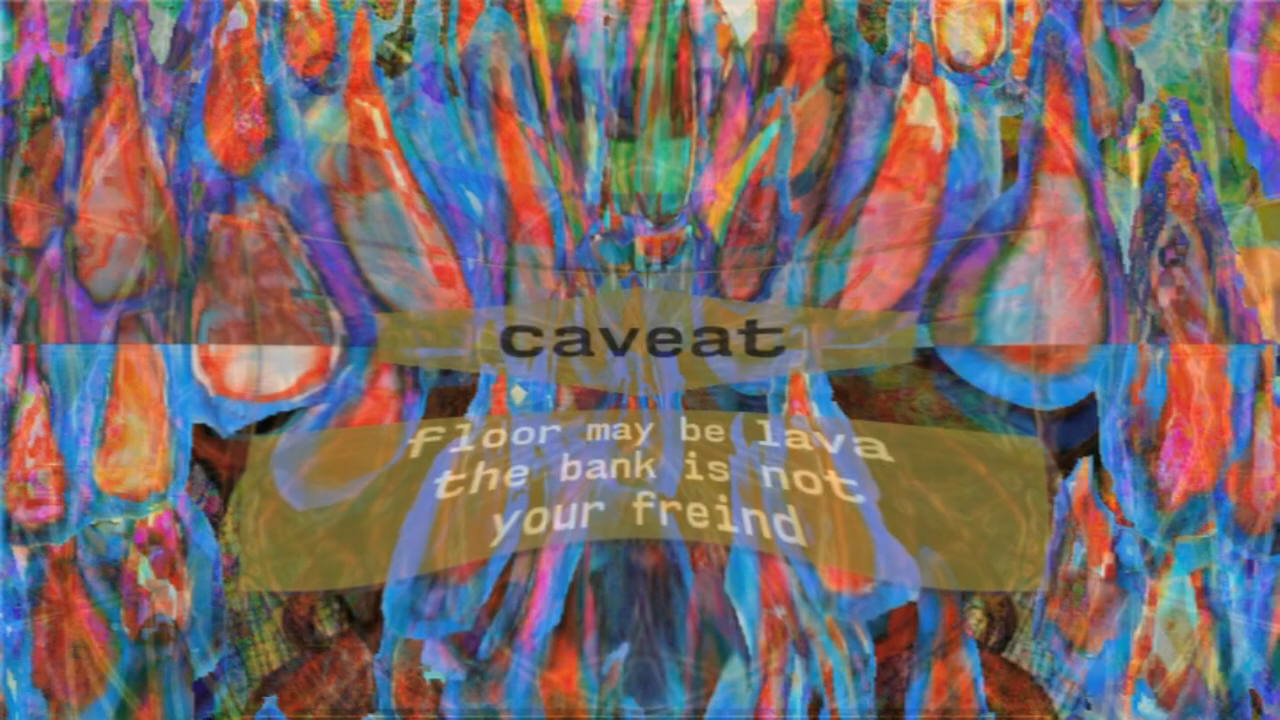 caveat
floor may be lava
the bank is not
your freind